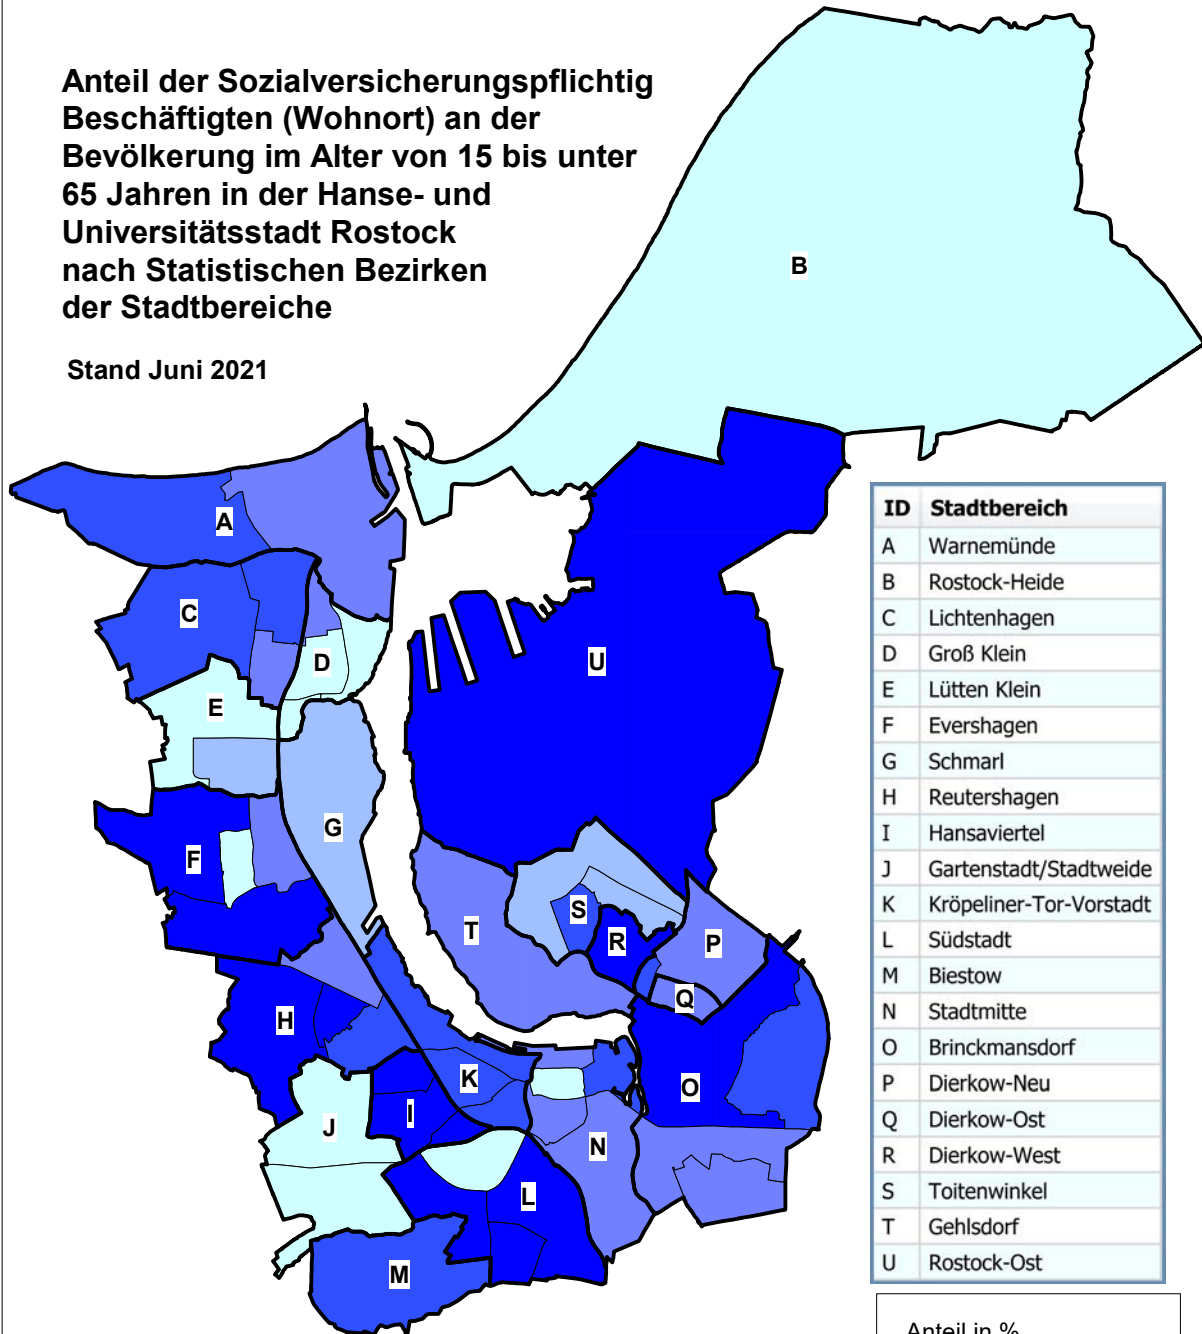 Anteil der Sozialversicherungspflichtig
Beschäftigten (Wohnort) an der
Bevölkerung im Alter von 15 bis unter
65 Jahren in der Hanse- und
Universitätsstadt Rostock
nach Statistischen Bezirken
der Stadtbereiche
Stand Juni 2021
B
A
C
D
U
E
G
F
S
T
R
P
Q
H
K
O
I
J
N
L
M
ID Stadtbereich
A Warnemünde
B Rostock-Heide
C Lichtenhagen
D Groß Klein
E Lütten Klein
F Evershagen
G Schmarl
H Reutershagen
I Hansaviertel
J Gartenstadt/Stadtweide
K Kröpeliner-Tor-Vorstadt
L Südstadt
M Biestow
N Stadtmitte
O Brinckmansdorf
P Dierkow-Neu
Q Dierkow-Ost
R Dierkow-West
S Toitenwinkel
T Gehlsdorf
U Rostock-Ost
Anteil in %